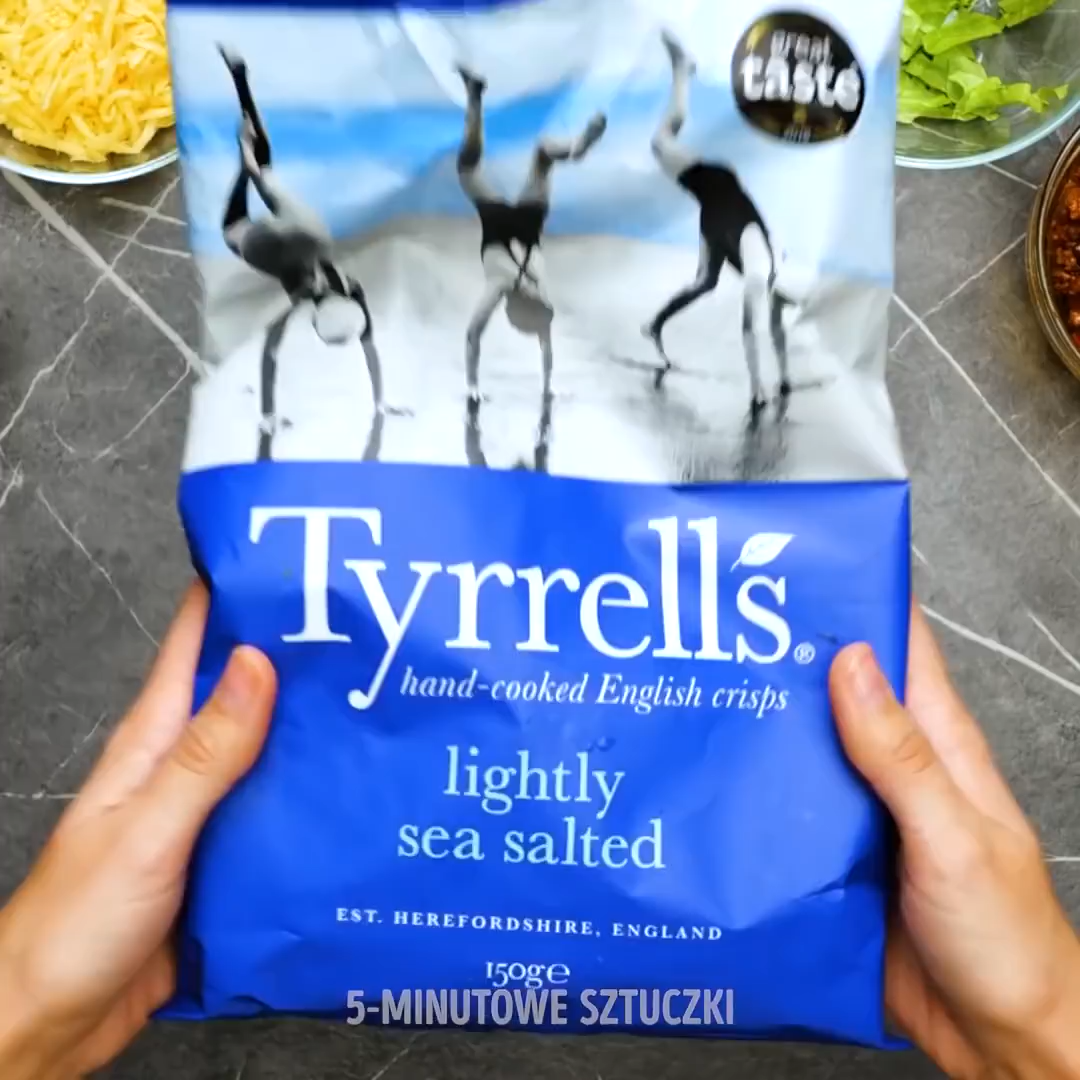 great
taste
Tyrrells®
hand-cooked English crisps
lightly
sea salted
EST. HEREFORDSHIRE, ENGLAND
150g℮
5-MINUTOWE SZTUCZKI